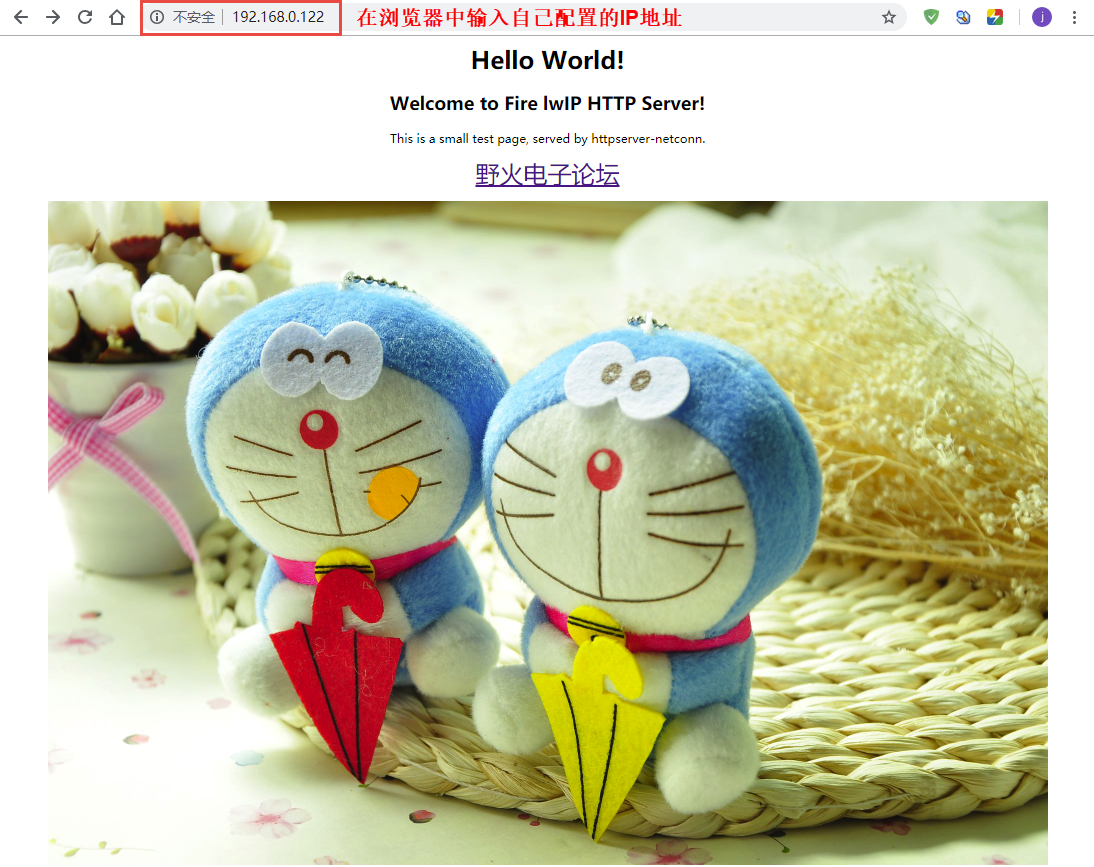 不安全 192.168.0.122 在浏览器中输入自己配置的IP地址 j
Hello World!
Welcome to Fire lwIP HTTP Server!
This is a small test page, served by httpserver-netconn.
野火电子论坛